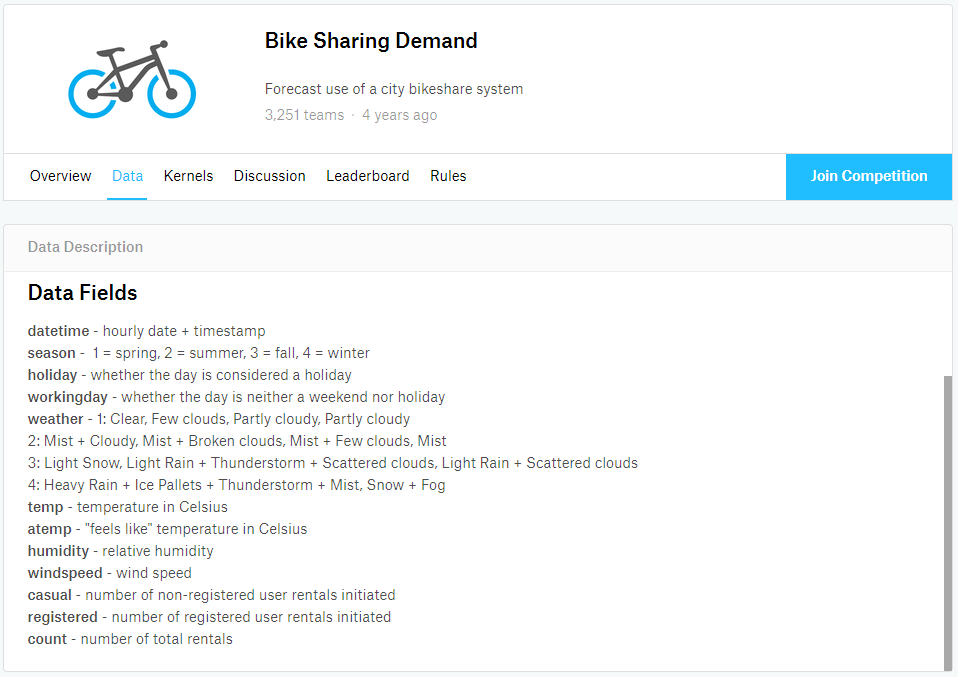 Bike Sharing Demand
Forecast use of a city bikeshare system
3,251 teams · 4 years ago
Overview Data Kernels Discussion Leaderboard Rules Join Competition
Data Description
Data Fields
datetime - hourly date + timestamp
season - 1 = spring, 2 = summer, 3 = fall, 4 = winter
holiday - whether the day is considered a holiday
workingday - whether the day is neither a weekend nor holiday
weather - 1: Clear, Few clouds, Partly cloudy, Partly cloudy
2: Mist + Cloudy, Mist + Broken clouds, Mist + Few clouds, Mist
3: Light Snow, Light Rain + Thunderstorm + Scattered clouds, Light Rain + Scattered clouds
4: Heavy Rain + Ice Pallets + Thunderstorm + Mist, Snow + Fog
temp - temperature in Celsius
atemp - "feels like" temperature in Celsius
humidity - relative humidity
windspeed - wind speed
casual - number of non-registered user rentals initiated
registered - number of registered user rentals initiated
count - number of total rentals